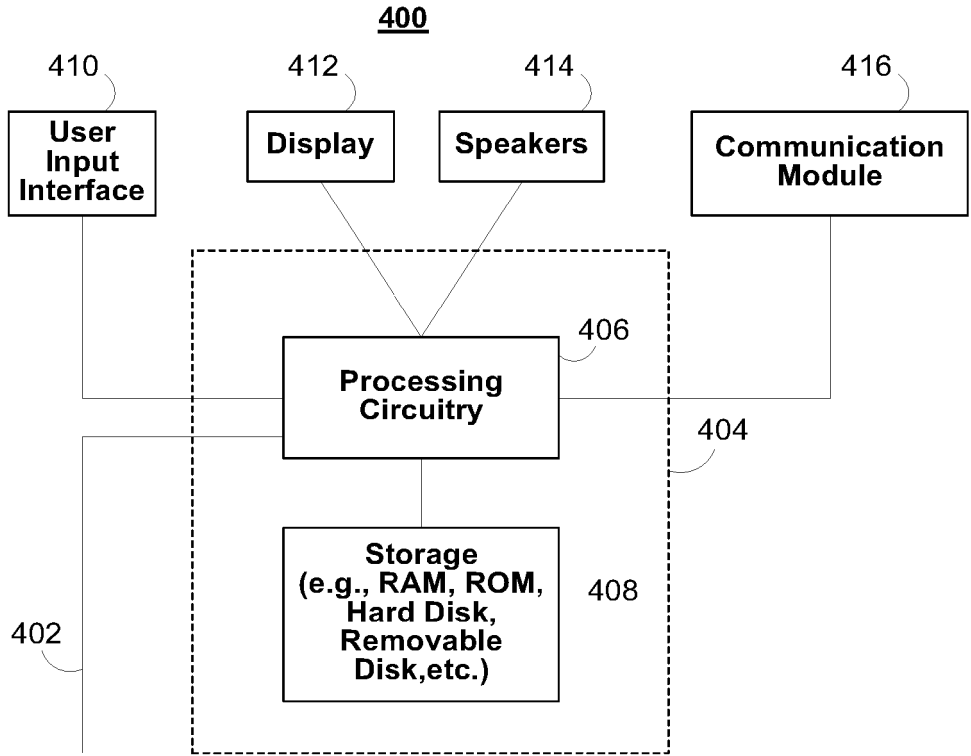 400
410
412
414
416
User
Input
Interface
Display
Speakers
Communication
Module
406
Processing
Circuitry
404
Storage
(e.g., RAM, ROM,
Hard Disk,
Removable
Disk,etc.)
408
402